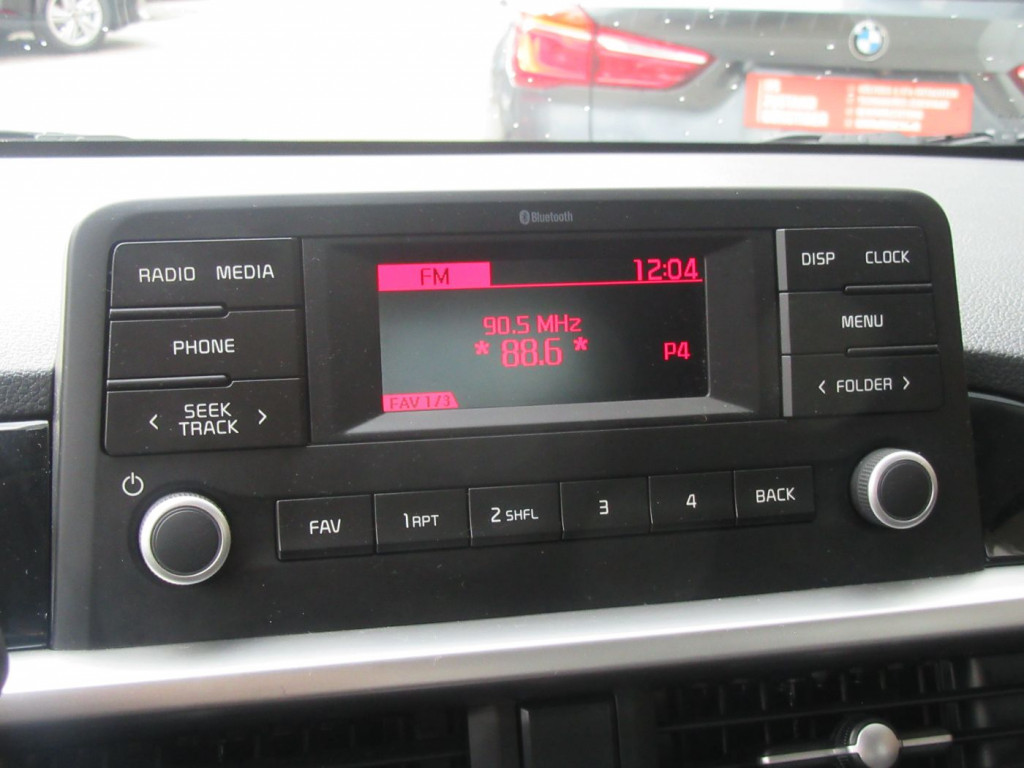 Bluetooth
RADIO MEDIA
PHONE
< SEEK >
TRACK
FM 12:04
90.5 MHz
* 88.6 * P4
FAV 1/3
DISP CLOCK
MENU
< FOLDER >
FAV 1 RPT 2 SHFL 3 4 BACK